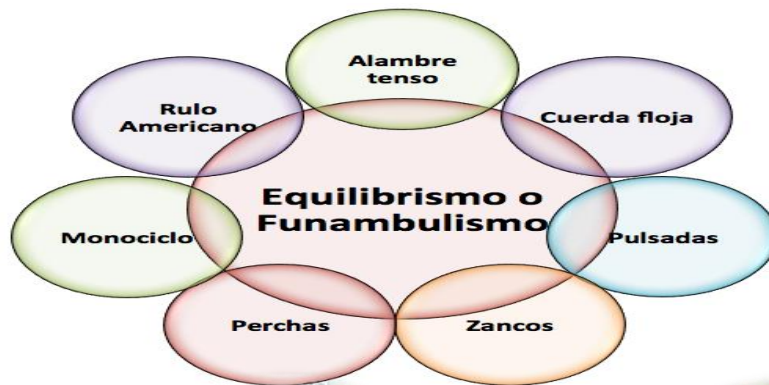 Alambre
tenso
Rulo
Americano
Cuerda floja
Equilibrismo o
Funambulismo
Monociclo
Pulsadas
Perchas
Zancos